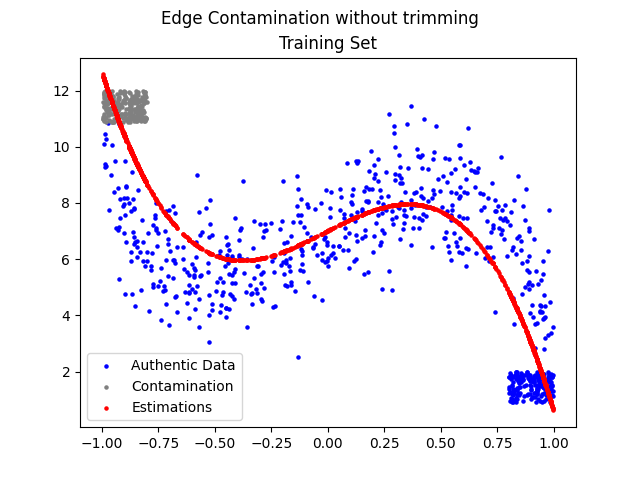 Edge Contamination without trimming
Training Set
12
10
8
6
4
2
Authentic Data
Contamination
Estimations
−1.00 −0.75 −0.50 −0.25 0.00 0.25 0.50 0.75 1.00